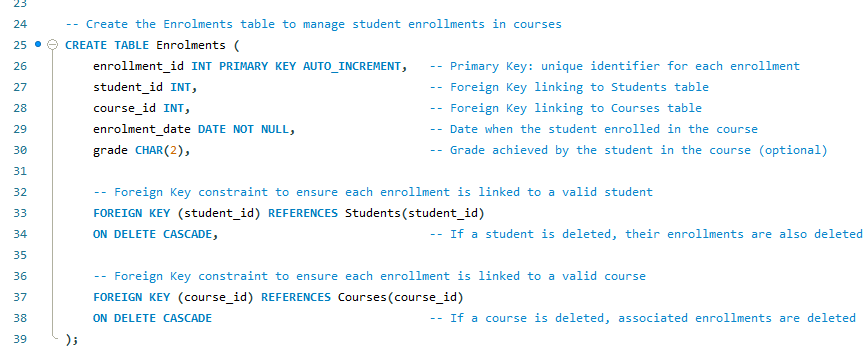 23
24 -- Create the Enrolments table to manage student enrollments in courses
25 CREATE TABLE Enrolments (
26 enrollment_id INT PRIMARY KEY AUTO_INCREMENT, -- Primary Key: unique identifier for each enrollment
27 student_id INT, -- Foreign Key linking to Students table
28 course_id INT, -- Foreign Key linking to Courses table
29 enrolment_date DATE NOT NULL, -- Date when the student enrolled in the course
30 grade CHAR(2), -- Grade achieved by the student in the course (optional)
31
32 -- Foreign Key constraint to ensure each enrollment is linked to a valid student
33 FOREIGN KEY (student_id) REFERENCES Students(student_id)
34 ON DELETE CASCADE, -- If a student is deleted, their enrollments are also deleted
35
36 -- Foreign Key constraint to ensure each enrollment is linked to a valid course
37 FOREIGN KEY (course_id) REFERENCES Courses(course_id)
38 ON DELETE CASCADE -- If a course is deleted, associated enrollments are deleted
39 );